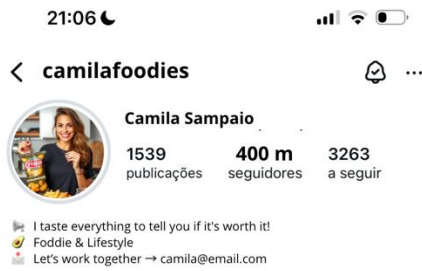 21:06
camilafoodies
Camila Sampaio
1539 400 m 3263
publicações seguidores a seguir
I taste everything to tell you if it's worth it!
Foddie & Lifestyle
Let's work together → camila@email.com